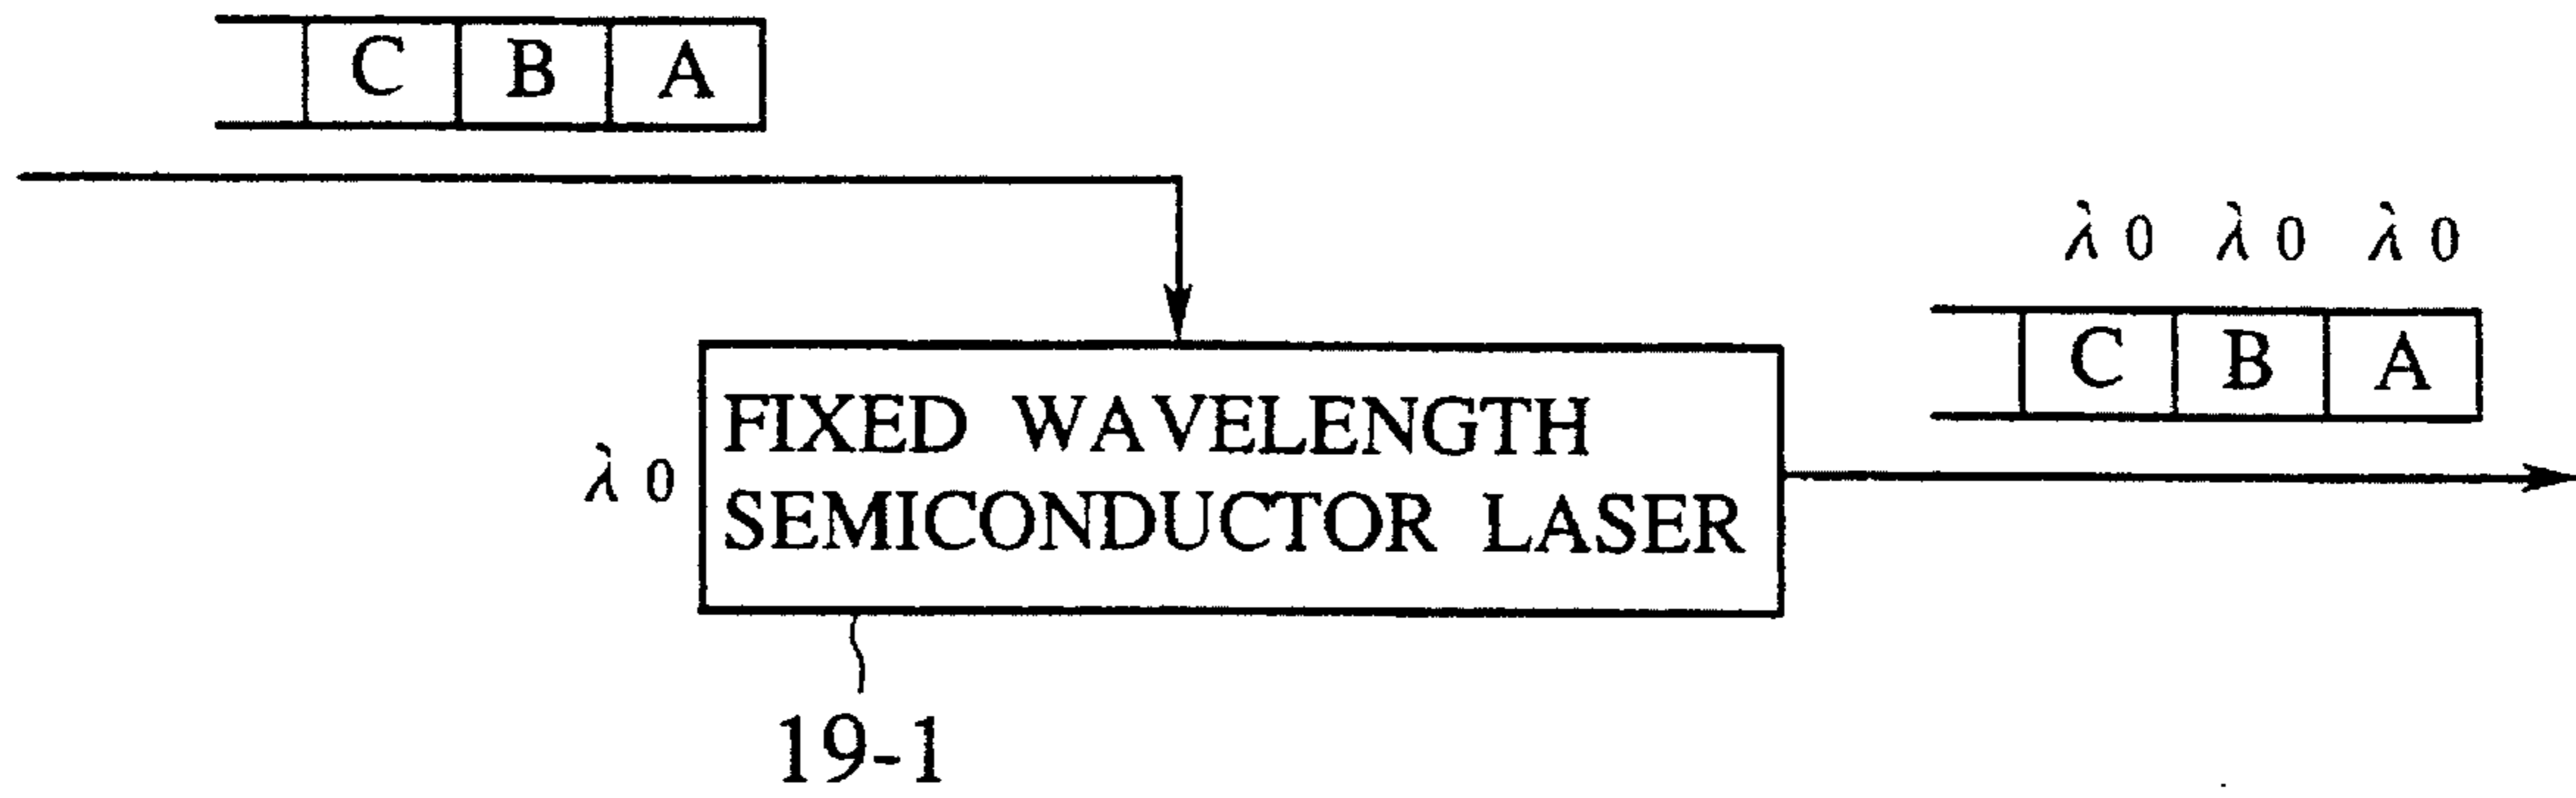 C B A
λ0 λ0 λ0
C B A
λ0
FIXED WAVELENGTH
SEMICONDUCTOR LASER
19-1